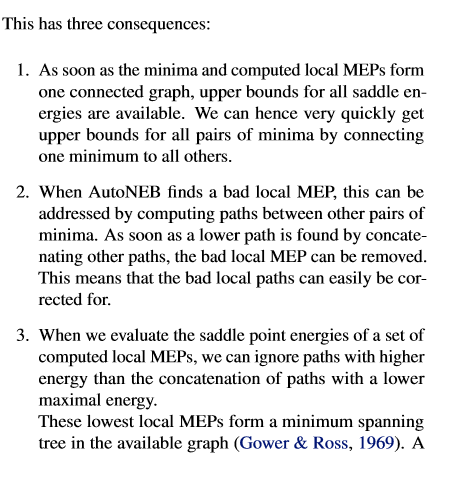 This has three consequences:
1. As soon as the minima and computed local MEPs form
one connected graph, upper bounds for all saddle en-
ergies are available. We can hence very quickly get
upper bounds for all pairs of minima by connecting
one minimum to all others.
2. When AutoNEB finds a bad local MEP, this can be
addressed by computing paths between other pairs of
minima. As soon as a lower path is found by concate-
nating other paths, the bad local MEP can be removed.
This means that the bad local paths can easily be cor-
rected for.
3. When we evaluate the saddle point energies of a set of
computed local MEPs, we can ignore paths with higher
energy than the concatenation of paths with a lower
maximal energy.
These lowest local MEPs form a minimum spanning
tree in the available graph (Gower & Ross, 1969). A